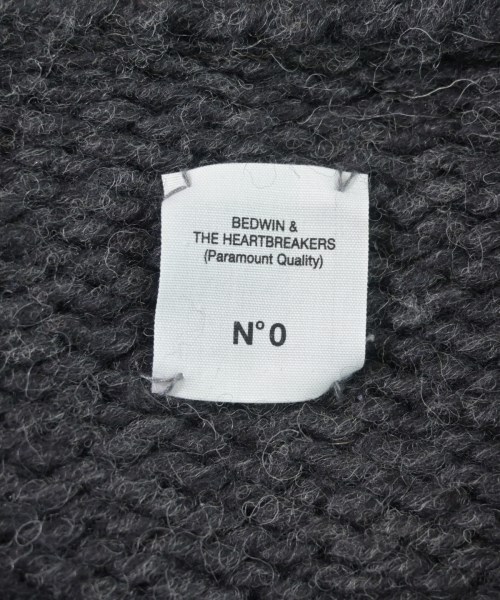 BEDWIN &
THE HEARTBREAKERS
(Paramount Quality)
N° 0